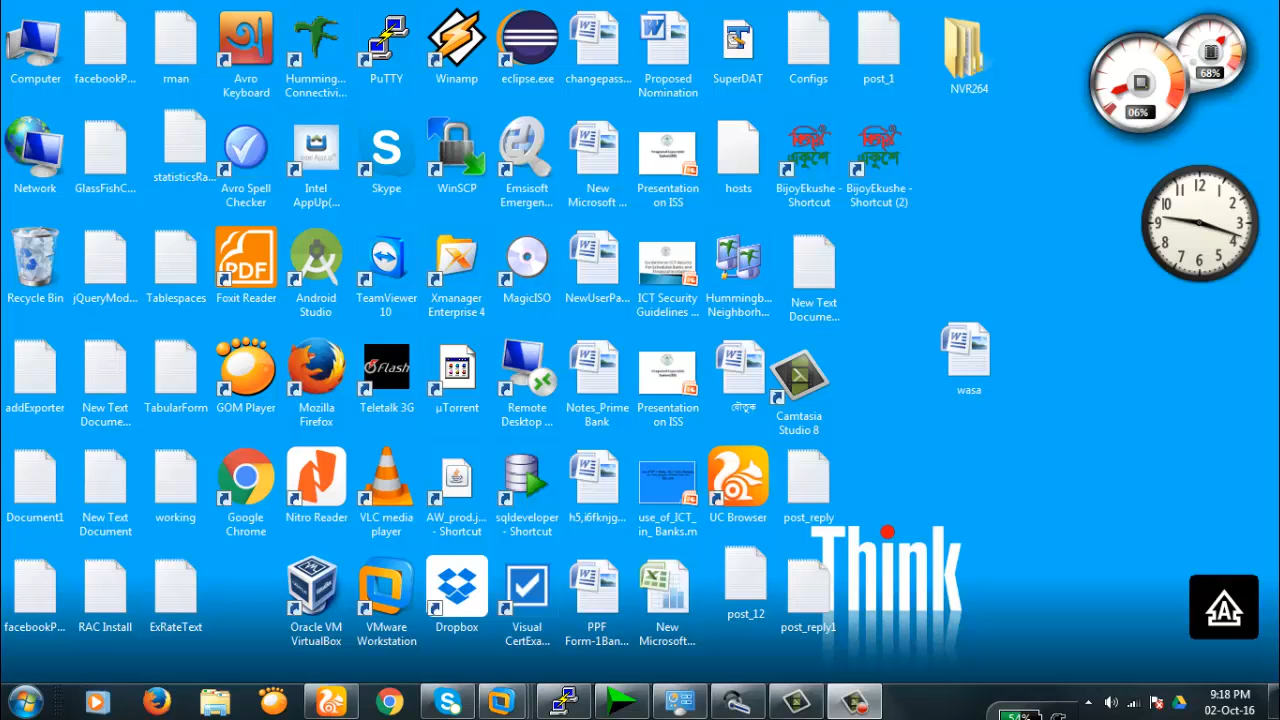 Computer
facebookP...
rman
Avro
Keyboard
Humming...
Connectivi...
PuTTY
Winamp
eclipse.exe
changepass...
Proposed
Nomination
SuperDAT
Configs
post_1
NVR264
68%
06%
Network
GlassFishC...
statisticsRa...
Avro Spell
Checker
Intel
AppUp(...
Skype
WinSCP
Emsisoft
Emergen...
New
Microsoft ...
Presentation
on ISS
hosts
BijoyEkushe -
Shortcut
BijoyEkushe -
Shortcut (2)
Recycle Bin
jQueryMod...
Tablespaces
PDF
Foxit Reader
Android
Studio
TeamViewer
10
Xmanager
Enterprise 4
MagicISO
NewUserPa...
ICT Security
Guidelines ...
Hummingb...
Neighborh...
New Text
Docume...
addExporter
New Text
Docume...
TabularForm
GOM Player
Mozilla
Firefox
Flash
Teletalk 3G
µTorrent
Remote
Desktop ...
Notes_Prime
Bank
Presentation
on ISS
যৌতুক
Camtasia
Studio 8
wasa
Document1
New Text
Document
working
Google
Chrome
Nitro Reader
VLC media
player
AW_prod.j...
- Shortcut
sqldeveloper
- Shortcut
h5,i6fknjg...
use_of_ICT_
in_ Banks.m
UC Browser
post_reply
Think
facebookP...
RAC Install
ExRateText
Oracle VM
VirtualBox
VMware
Workstation
Dropbox
Visual
CertExa...
PPF
Form-1Ban...
New
Microsoft...
post_12
post_reply1
54%
9:18 PM
02-Oct-16